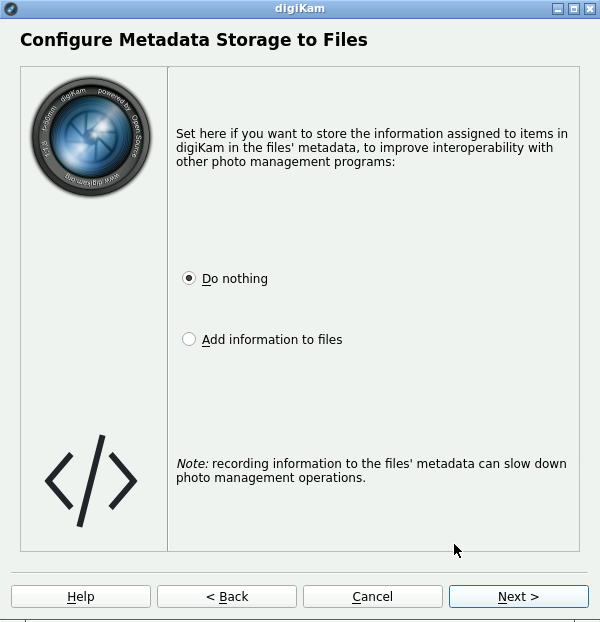 digiKam
Configure Metadata Storage to Files
digiKam powered by Open Source
www.digikam.org
Set here if you want to store the information assigned to items in
digiKam in the files' metadata, to improve interoperability with
other photo management programs:
Do nothing
Add information to files
Note: recording information to the files' metadata can slow down
photo management operations.
Help
< Back
Cancel
Next >